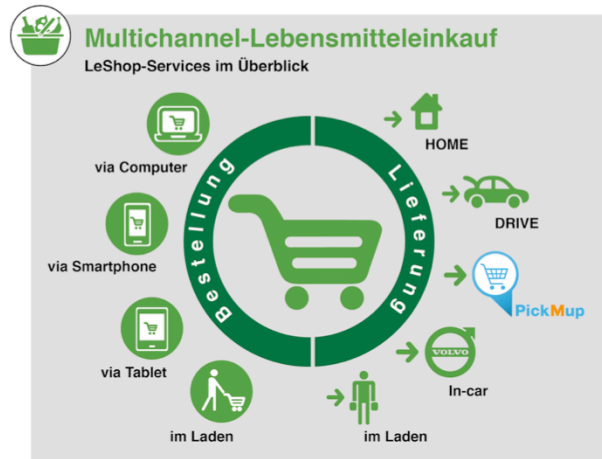 Multichannel-Lebensmitteleinkauf
LeShop-Services im Überblick
Bestellung
via Computer
via Smartphone
via Tablet
im Laden
Lieferung
HOME
DRIVE
PickMup
VOLVO
In-car
im Laden